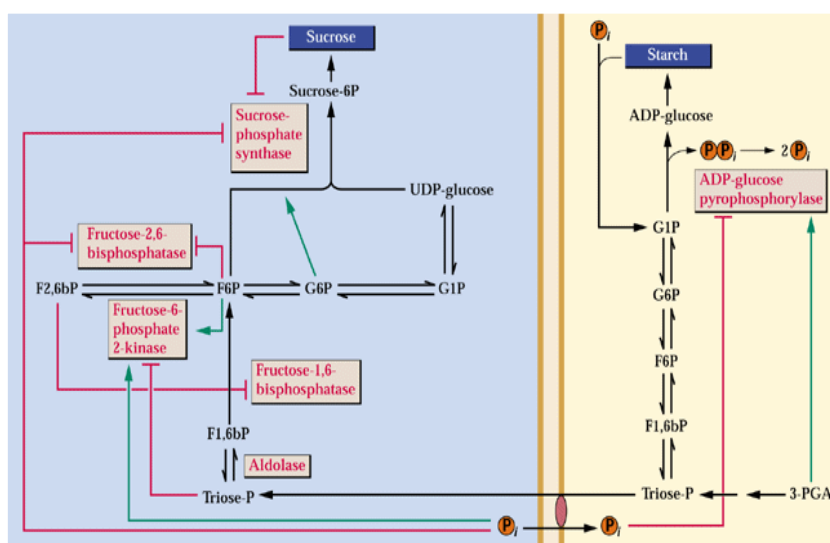 Sucrose
Sucrose-6P
Sucrose-
phosphate
synthase
UDP-glucose
Fructose-2,6-
bisphosphatase
F2,6bP
F6P
G6P
G1P
Fructose-6-
phosphate
2-kinase
Fructose-1,6-
bisphosphatase
F1,6bP
Aldolase
Triose-P
Pi
Pi
Pi
Starch
ADP-glucose
PPi
2 Pi
ADP-glucose
pyrophosphorylase
G1P
G6P
F6P
F1,6bP
Triose-P
3-PGA